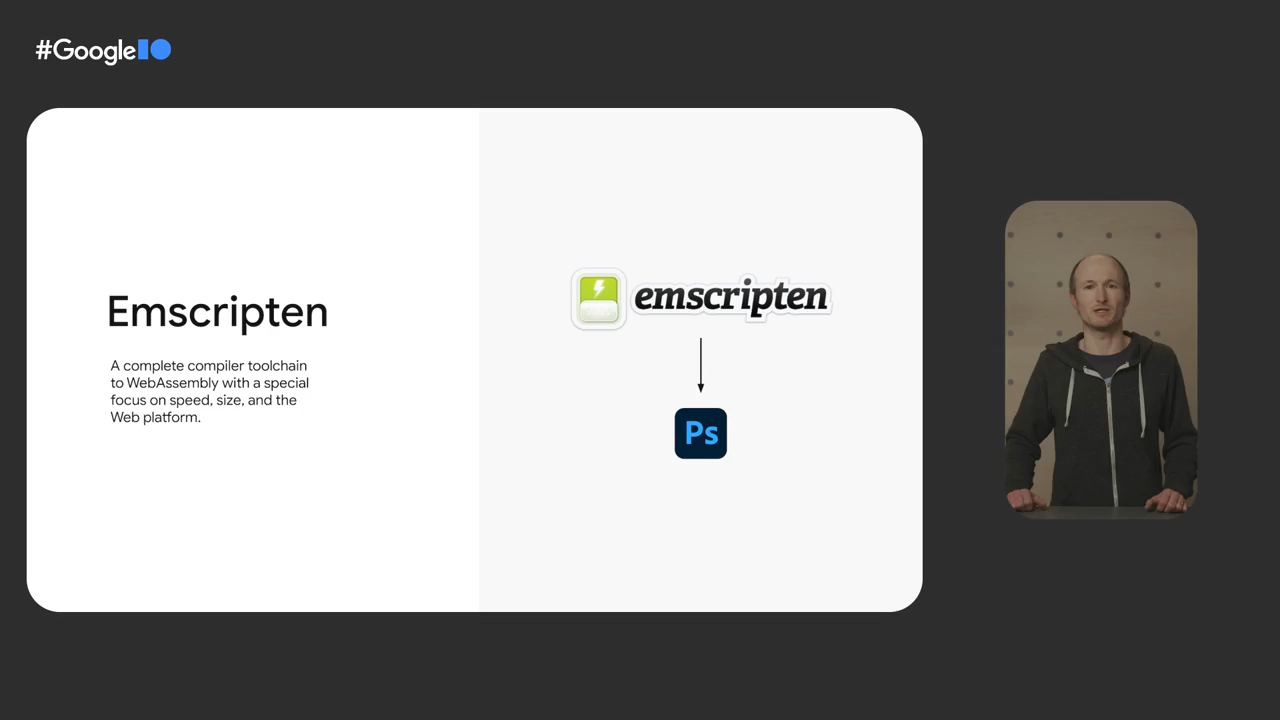 #GoogleIO
Emscripten
A complete compiler toolchain
to WebAssembly with a special
focus on speed, size, and the
Web platform.
emscripten
Ps